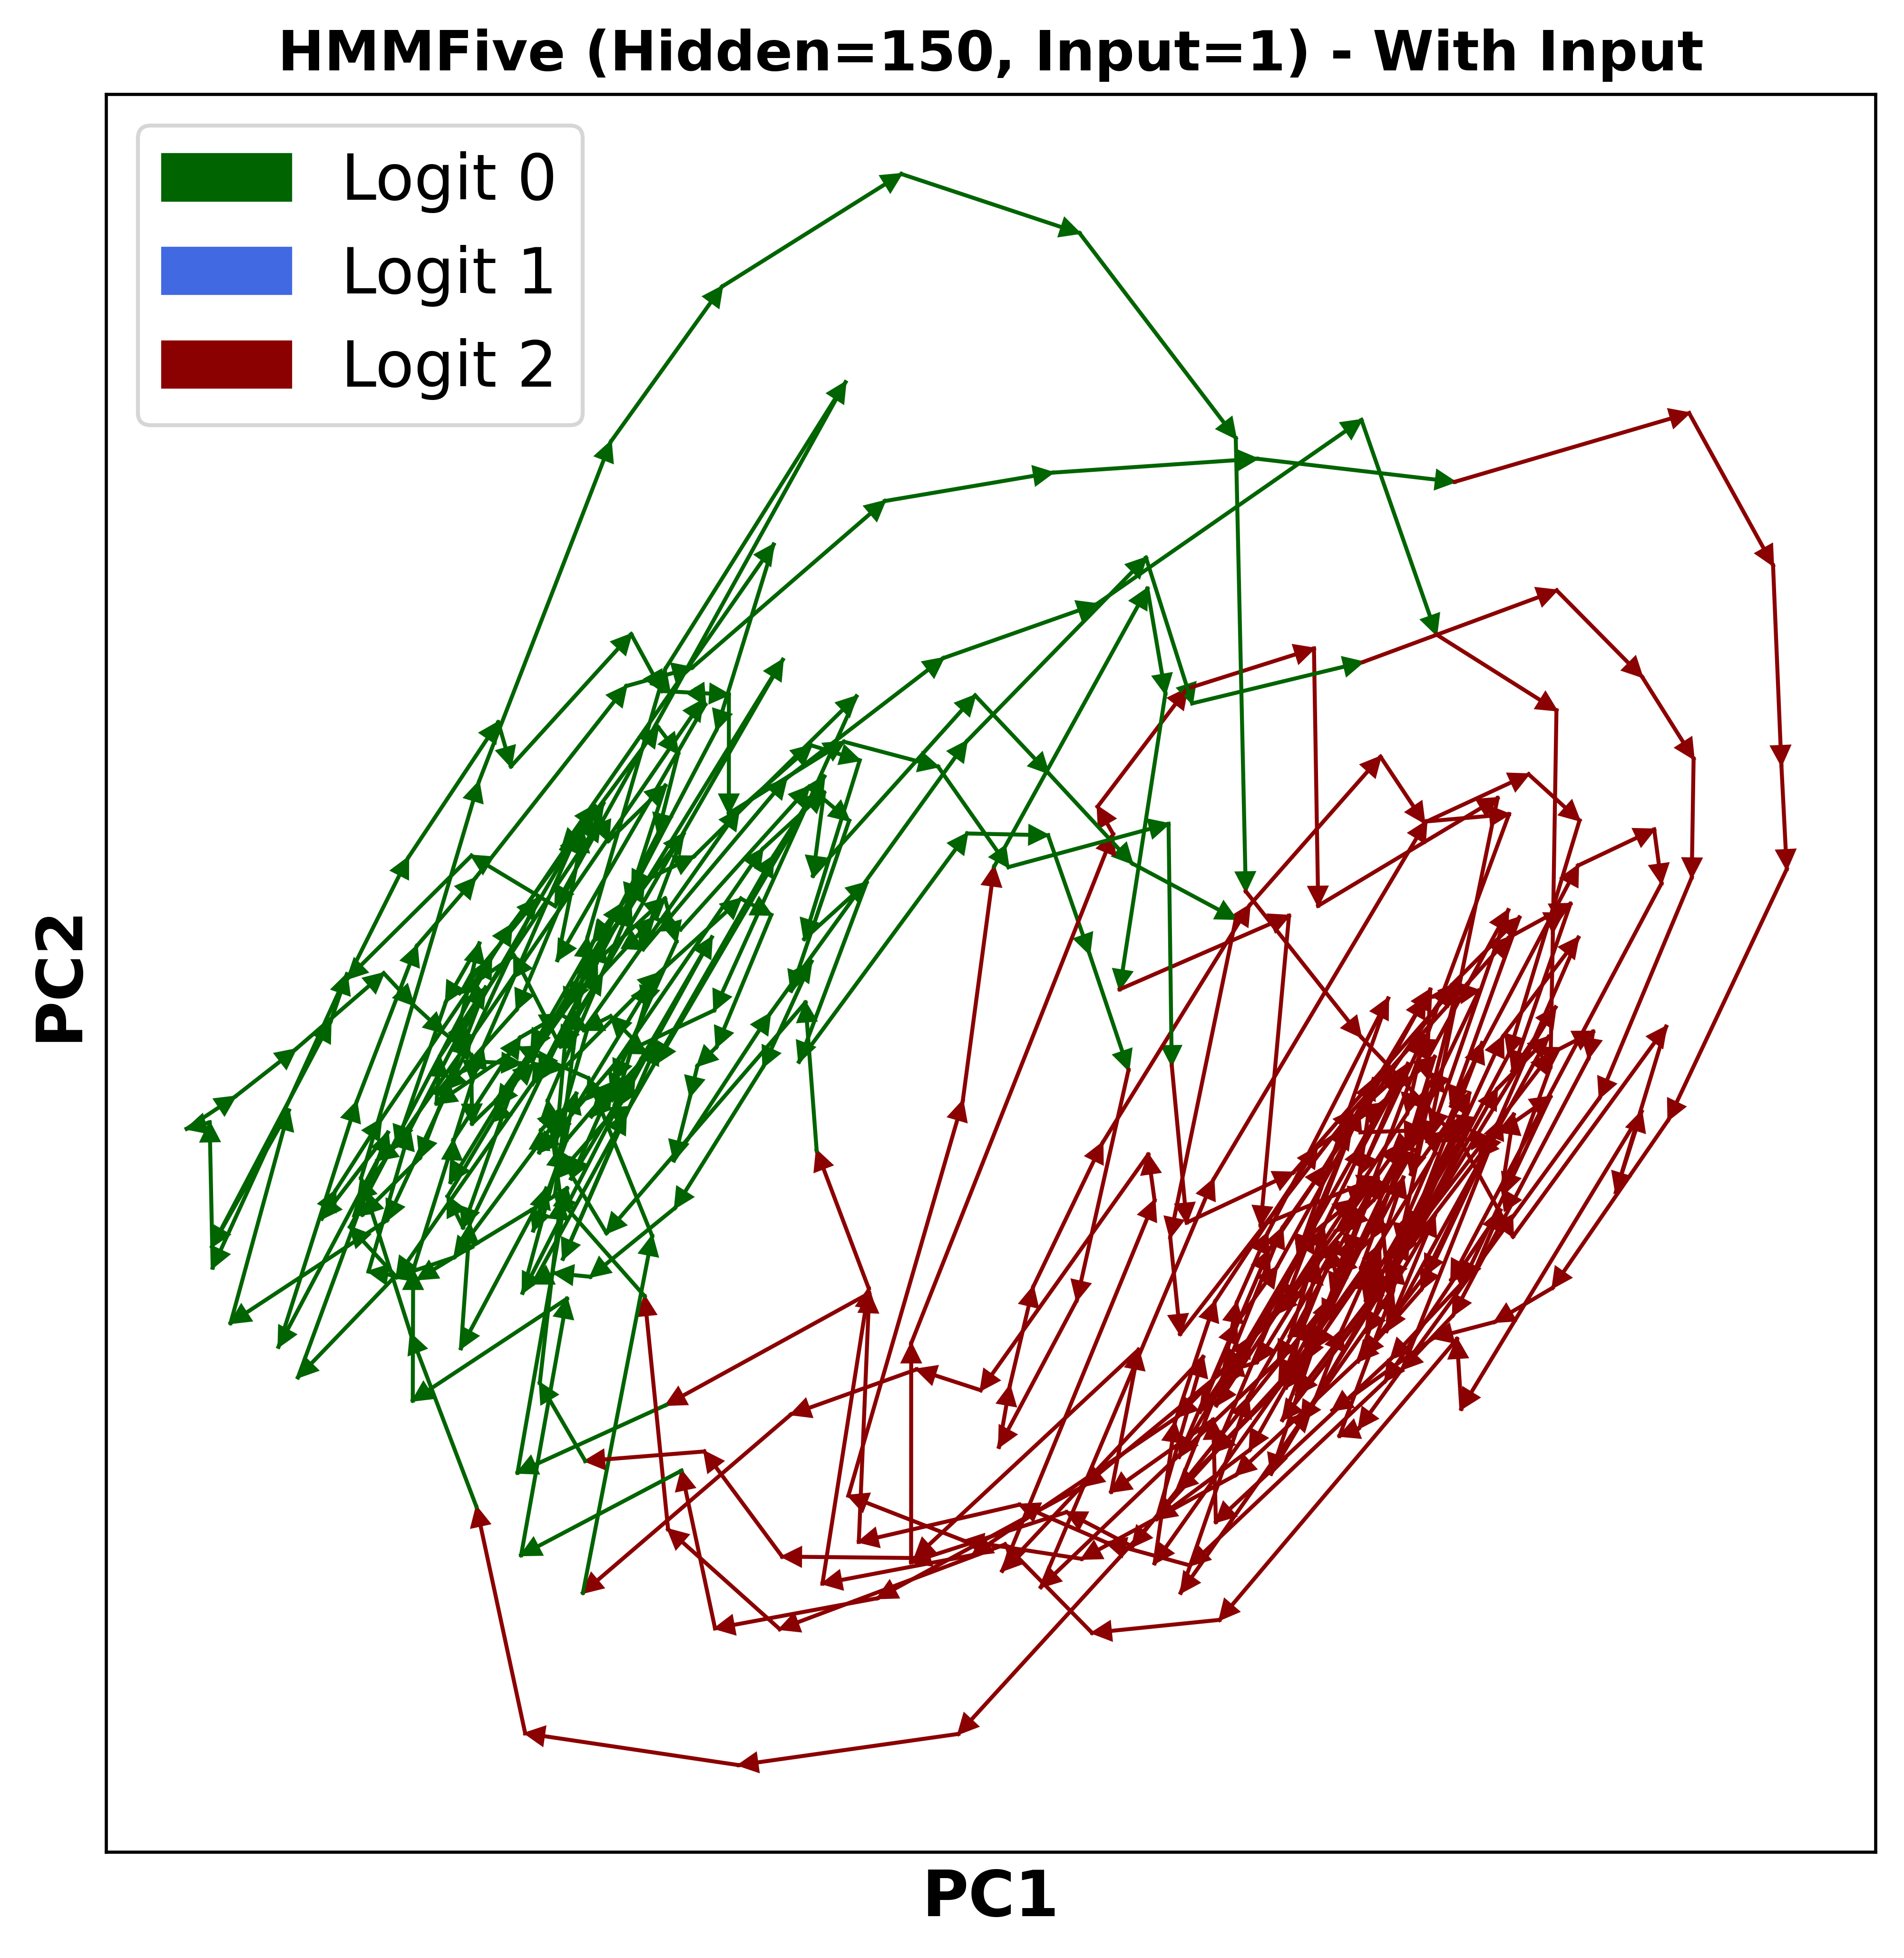 HMMFive (Hidden=150, Input=1) - With Input
Logit 0
Logit 1
Logit 2
PC2
PC1